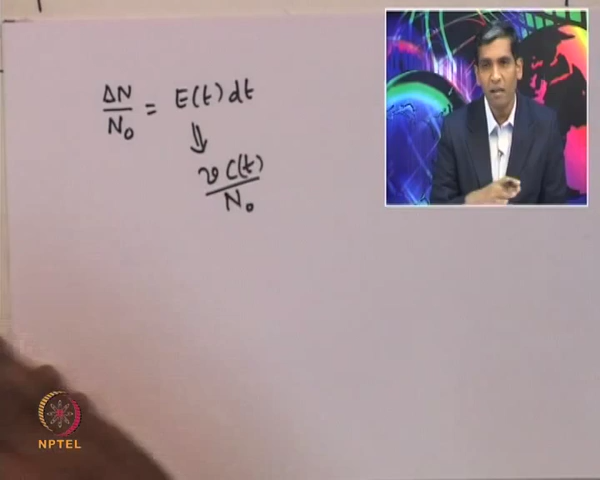 ΔN/N₀ = E(t) dt
⇓
υ C(t)/N₀
NPTEL